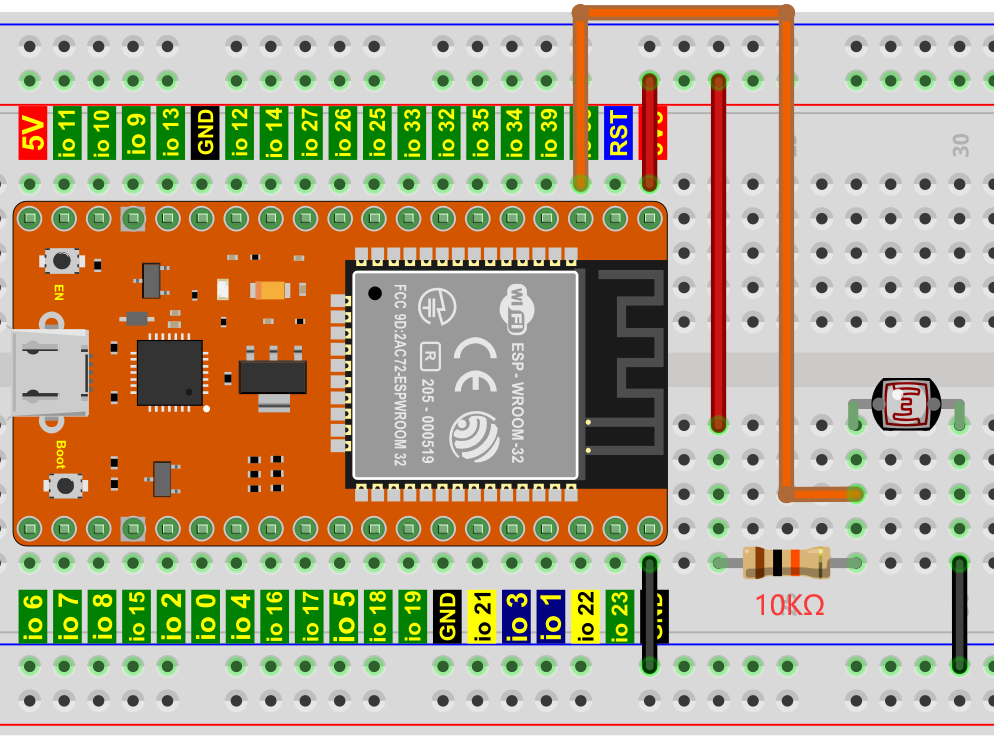 5V
io 11
io 10
io 9
io 13
GND
io 12
io 14
io 27
io 26
io 25
io 33
io 32
io 35
io 34
io 39
RST
30
EN
Boot
FCC 9D:2AC72-ESPWROOM 32
R
205 - 000519
CE
Wi Fi
ESP - WROOM -32
io 6
io 7
io 8
io 15
io 2
io 0
io 4
io 16
io 17
io 5
io 18
io 19
GND
io 21
io 3
io 1
io 22
io 23
10KΩ